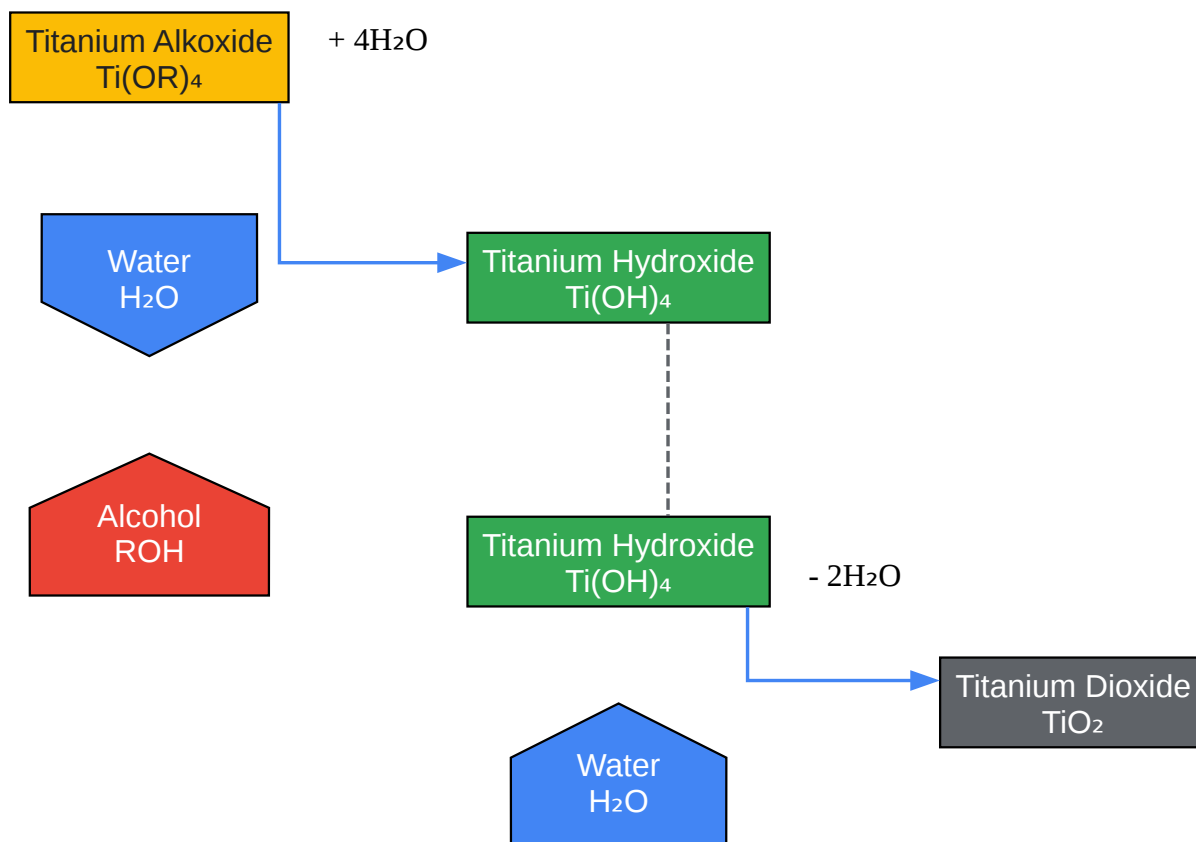 Titanium Alkoxide
Ti(OR)₄
+ 4H₂O
Water
H₂O
Titanium Hydroxide
Ti(OH)₄
Alcohol
ROH
Titanium Hydroxide
Ti(OH)₄
- 2H₂O
Titanium Dioxide
TiO₂
Water
H₂O